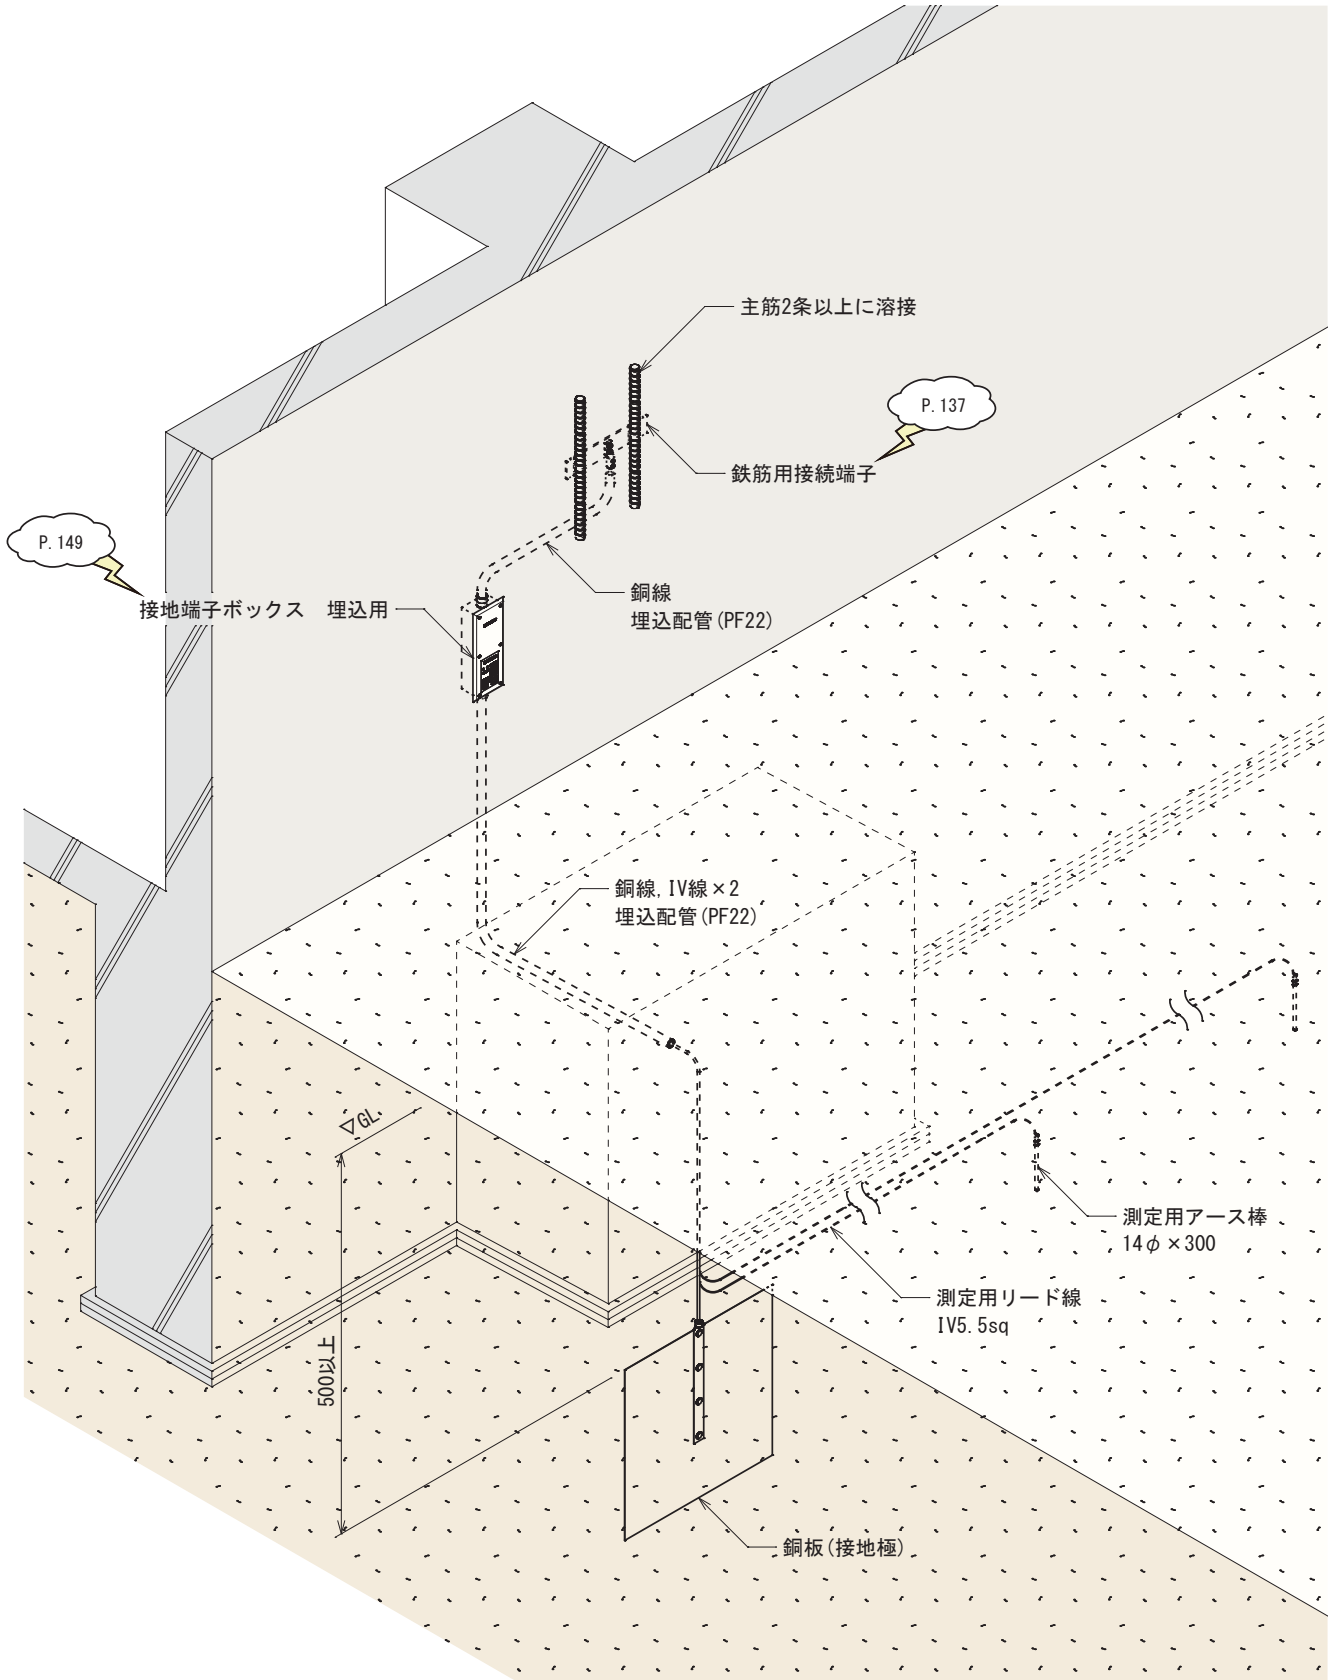 主筋2条以上に溶接
P.137
鉄筋用接続端子
P.149
接地端子ボックス　埋込用
銅線
埋込配管(PF22)
銅線, IV線×2
埋込配管(PF22)
▽GL
500以上
測定用アース棒
14φ×300
測定用リード線
IV5.5sq
銅板(接地極)